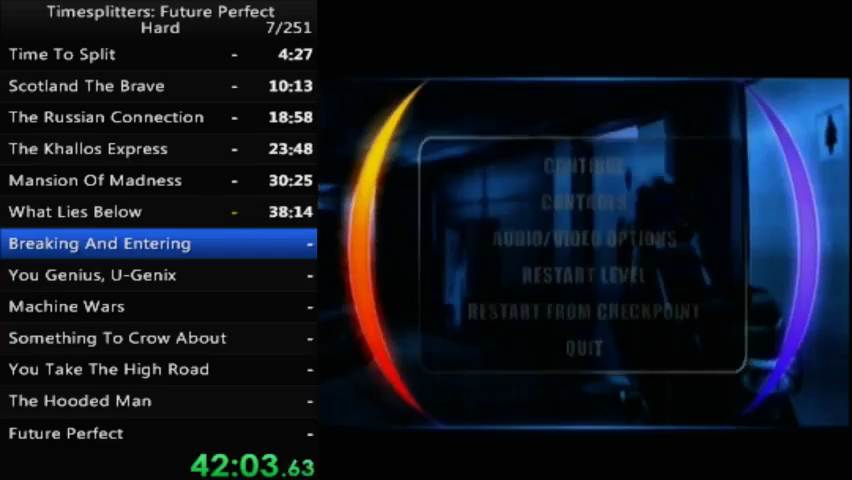 Timesplitters: Future Perfect
Hard 7/251
Time To Split - 4:27
Scotland The Brave - 10:13
The Russian Connection - 18:58
The Khallos Express - 23:48
Mansion Of Madness - 30:25
What Lies Below - 38:14
Breaking And Entering -
You Genius, U-Genix -
Machine Wars -
Something To Crow About -
You Take The High Road -
The Hooded Man -
Future Perfect -
42:03.63
CONTINUE
CONTROLS
AUDIO/VIDEO OPTIONS
RESTART LEVEL
RESTART FROM CHECKPOINT
QUIT